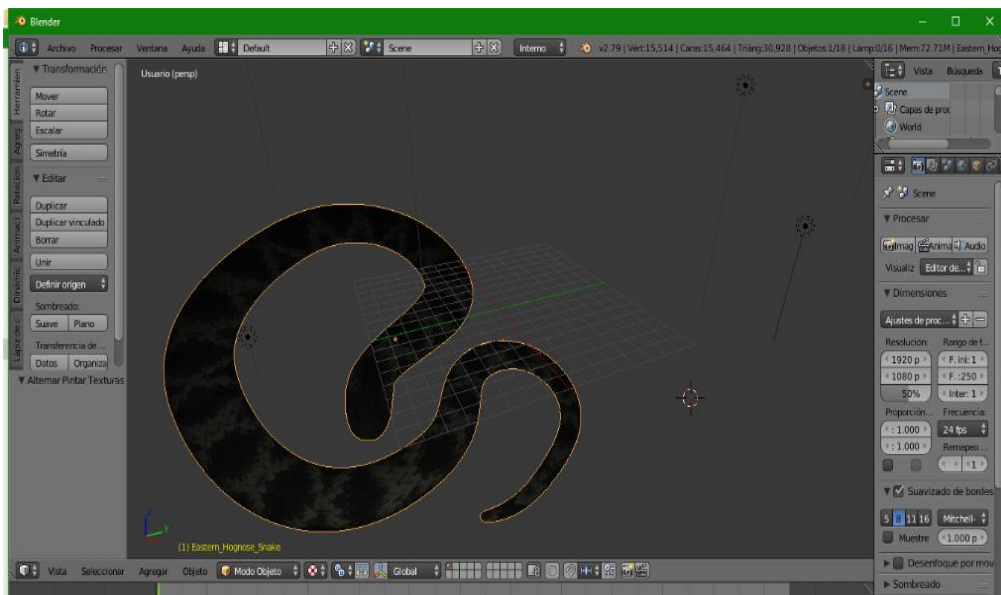 Blender
Archivo Procesar Ventana Ayuda Default Scene Interno v2.79 | Vért:15,514 | Caras:15,464 | Triáng:30,928 | Objetos:1/18 | Lámp:0/16 | Mem:72.71M | Eastern_Hog
Transformación
Mover
Rotar
Escalar
Simetría
Editar
Duplicar
Duplicar vinculado
Borrar
Unir
Definir origen
Sombreado:
Suave Plano
Transferencia de ...
Datos Organiza
Alternar Pintar Texturas
Herramien
Agreg
Relacion
Animaci
Dinámic
Lápiz de c
Usuario (persp)
(1) Eastern_Hognose_Snake
Vista Seleccionar Agregar Objeto Modo Objeto Global
Vista Búsqueda
Scene
Capas de proc
World
Scene
Procesar
Imag Anima Audio
Visualiz Editor de...
Dimensiones
Ajustes de proc...
Resolución: Rango de f...
1920 p F. ini: 1
1080 p F. :250
50% Inter: 1
Proporción... Frecuencia:
: 1.000 24 fps
: 1.000 Remapeo ...
1
Suavizado de bordes
5 8 11 16 Mitchell-
Muestre 1.000 p
Desenfoque por mov
Sombreado